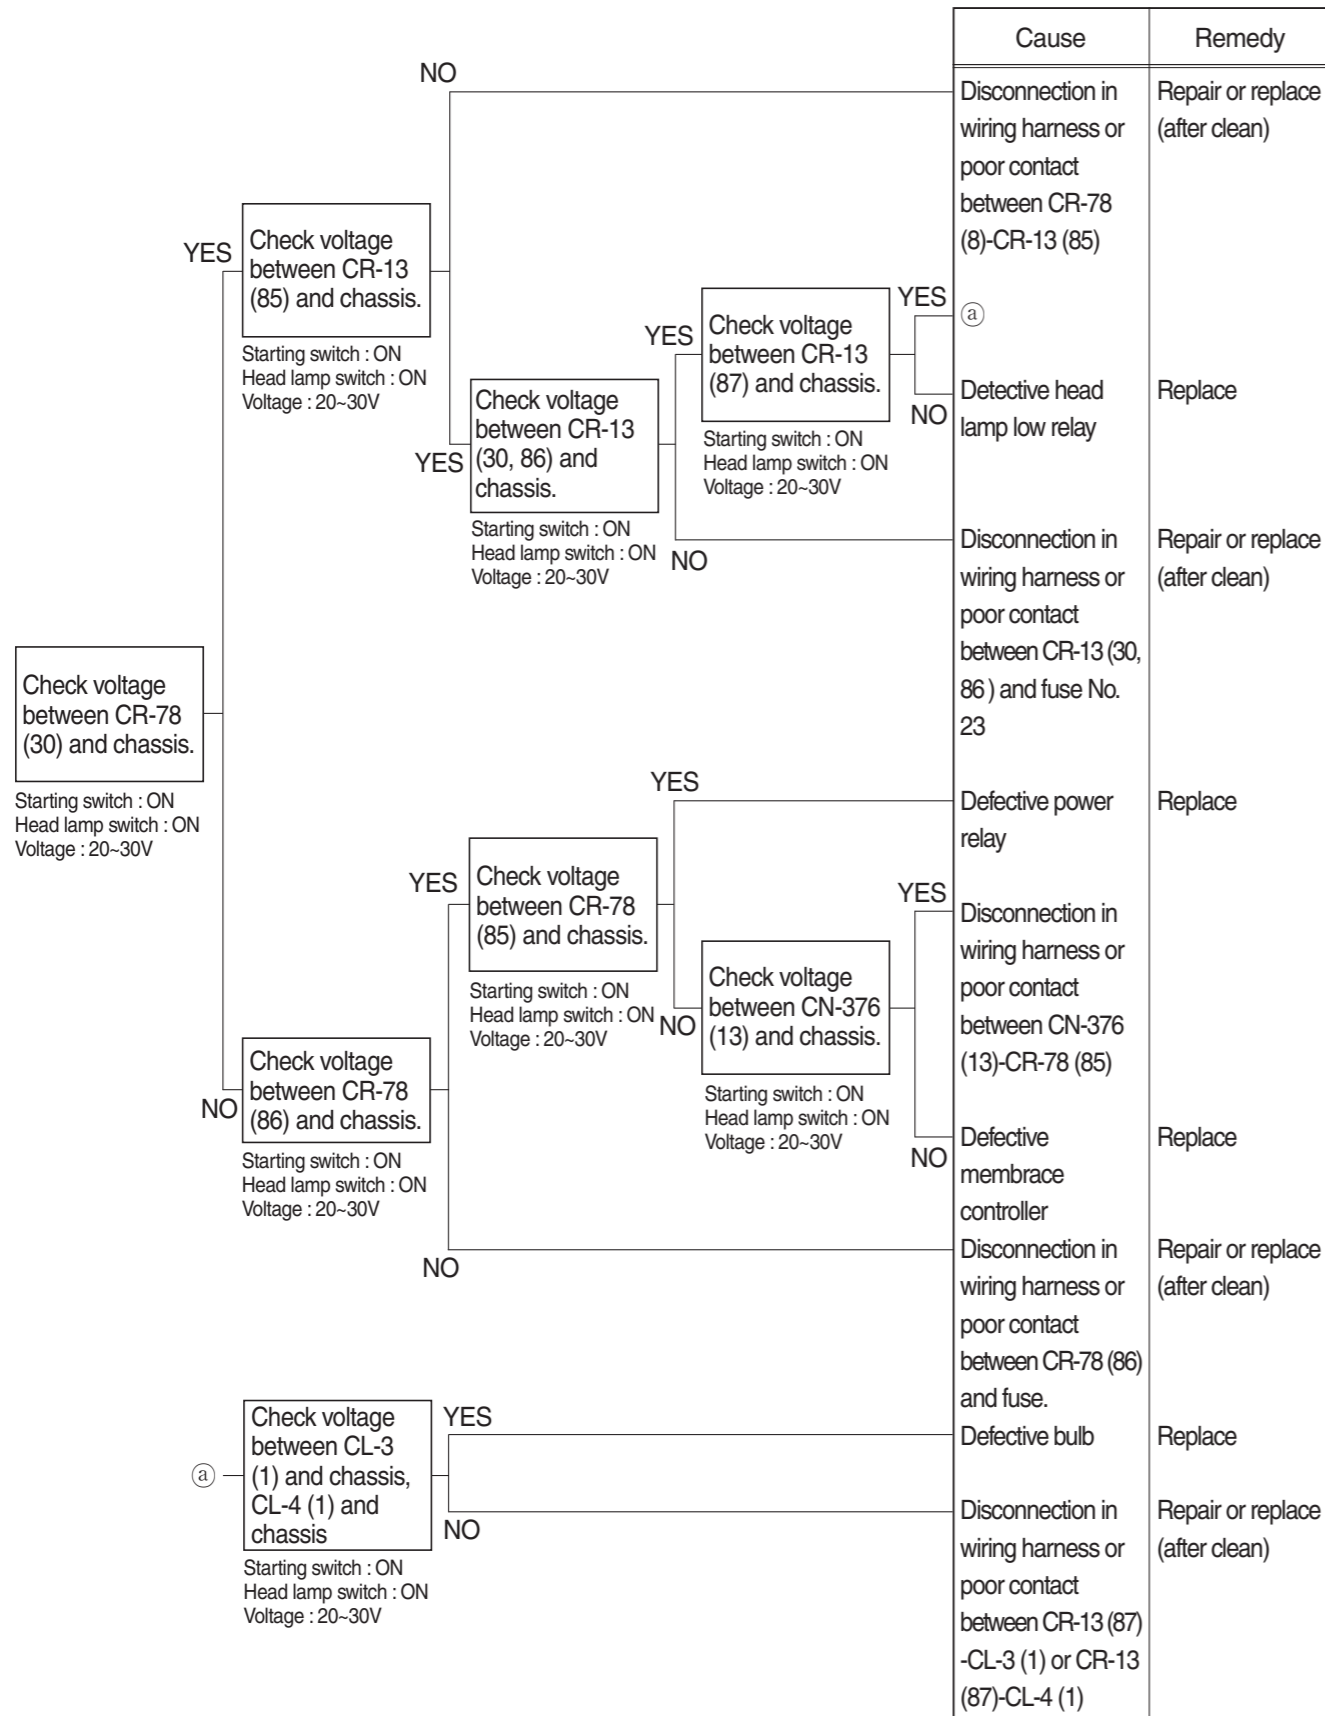 Cause
Remedy
NO
Disconnection in
wiring harness or
poor contact
between CR-78
(8)-CR-13 (85)
Repair or replace
(after clean)
YES
Check voltage
between CR-13
(85) and chassis.
Starting switch : ON
Head lamp switch : ON
Voltage : 20~30V
YES
Check voltage
between CR-13
(30, 86) and
chassis.
Starting switch : ON
Head lamp switch : ON
Voltage : 20~30V
YES
Check voltage
between CR-13
(87) and chassis.
Starting switch : ON
Head lamp switch : ON
Voltage : 20~30V
YES
ⓐ
NO
Detective head
lamp low relay
Replace
NO
Disconnection in
wiring harness or
poor contact
between CR-13 (30,
86 ) and fuse No.
23
Repair or replace
(after clean)
Check voltage
between CR-78
(30) and chassis.
Starting switch : ON
Head lamp switch : ON
Voltage : 20~30V
NO
Check voltage
between CR-78
(86) and chassis.
Starting switch : ON
Head lamp switch : ON
Voltage : 20~30V
YES
Check voltage
between CR-78
(85) and chassis.
Starting switch : ON
Head lamp switch : ON
Voltage : 20~30V
YES
Defective power
relay
Replace
NO
Check voltage
between CN-376
(13) and chassis.
Starting switch : ON
Head lamp switch : ON
Voltage : 20~30V
YES
Disconnection in
wiring harness or
poor contact
between CN-376
(13)-CR-78 (85)
NO
Defective
membrace
controller
Replace
NO
Disconnection in
wiring harness or
poor contact
between CR-78 (86)
and fuse.
Repair or replace
(after clean)
ⓐ
Check voltage
between CL-3
(1) and chassis,
CL-4 (1) and
chassis
Starting switch : ON
Head lamp switch : ON
Voltage : 20~30V
YES
Defective bulb
Replace
NO
Disconnection in
wiring harness or
poor contact
between CR-13 (87)
-CL-3 (1) or CR-13
(87)-CL-4 (1)
Repair or replace
(after clean)